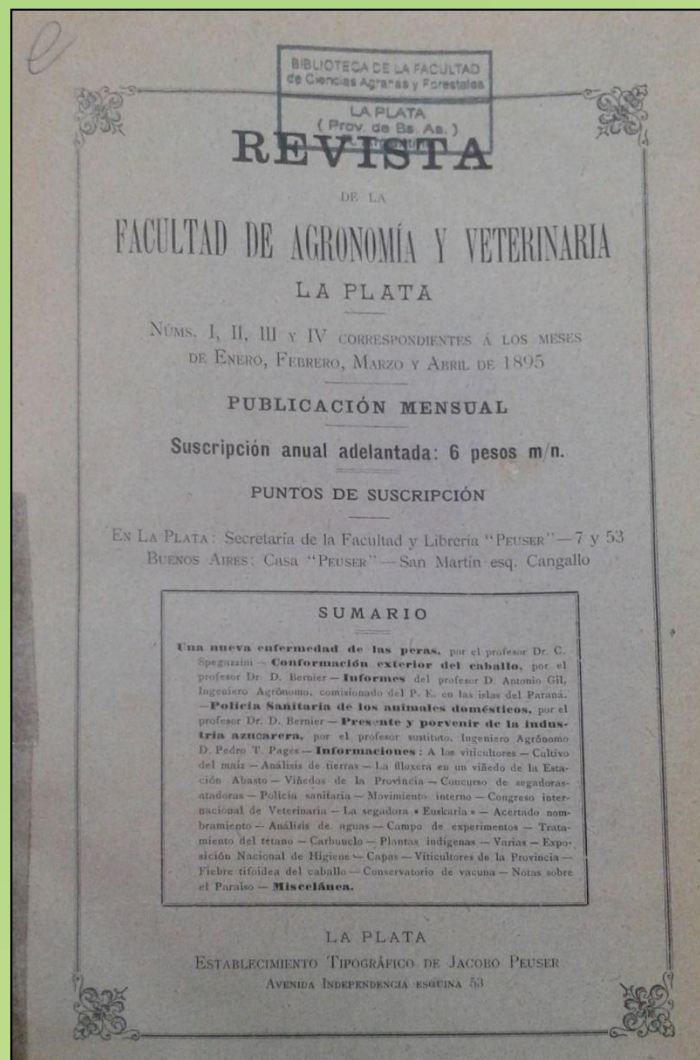 BIBLIOTECA DE LA FACULTAD
de Ciencias Agrarias y Forestales
LA PLATA
( Prov. de Bs. As. )
REVISTA
DE LA
FACULTAD DE AGRONOMÍA Y VETERINARIA
LA PLATA
NÚMS. I, II, III Y IV CORRESPONDIENTES Á LOS MESES
DE ENERO, FEBRERO, MARZO Y ABRIL DE 1895
PUBLICACIÓN MENSUAL
Suscripción anual adelantada: 6 pesos m/n.
PUNTOS DE SUSCRIPCIÓN
EN LA PLATA: Secretaría de la Facultad y Librería "PEUSER"—7 y 53
BUENOS AIRES: Casa "PEUSER"—San Martín esq. Cangallo
SUMARIO
Una nueva enfermedad de las peras, por el profesor Dr. C.
Spegazzini — Conformación exterior del caballo, por el
profesor Dr. D. Bernier — Informes del profesor D. Antonio Gil,
Ingeniero Agrónomo, comisionado del P. E. en las islas del Paraná.
—Policía Sanitaria de los animales domésticos, por el
profesor Dr. D. Bernier — Presente y porvenir de la indus-
tria azucarera, por el profesor sustituto, Ingeniero Agrónomo
D. Pedro T. Pagés — Informaciones: A los viticultores — Cultivo
del maíz — Análisis de tierras — La filoxera en un viñedo de la Esta-
ción Abasto — Viñedos de la Provincia — Concurso de segadoras-
atadoras — Policía sanitaria — Movimiento interno — Congreso inter-
nacional de Veterinaria — La segadora « Euskaria » — Acertado nom-
bramiento — Análisis de aguas — Campo de experimentos — Trata-
miento del tétano — Carbunclo — Plantas indígenas — Varias — Expo-
sición Nacional de Higiene — Capas — Viticultores de la Provincia —
Fiebre tifoidea del caballo — Conservatorio de vacuna — Notas sobre
el Paraíso — Miscelánea.
LA PLATA
ESTABLECIMIENTO TIPOGRÁFICO DE JACOBO PEUSER
AVENIDA INDEPENDENCIA ESQUINA 53